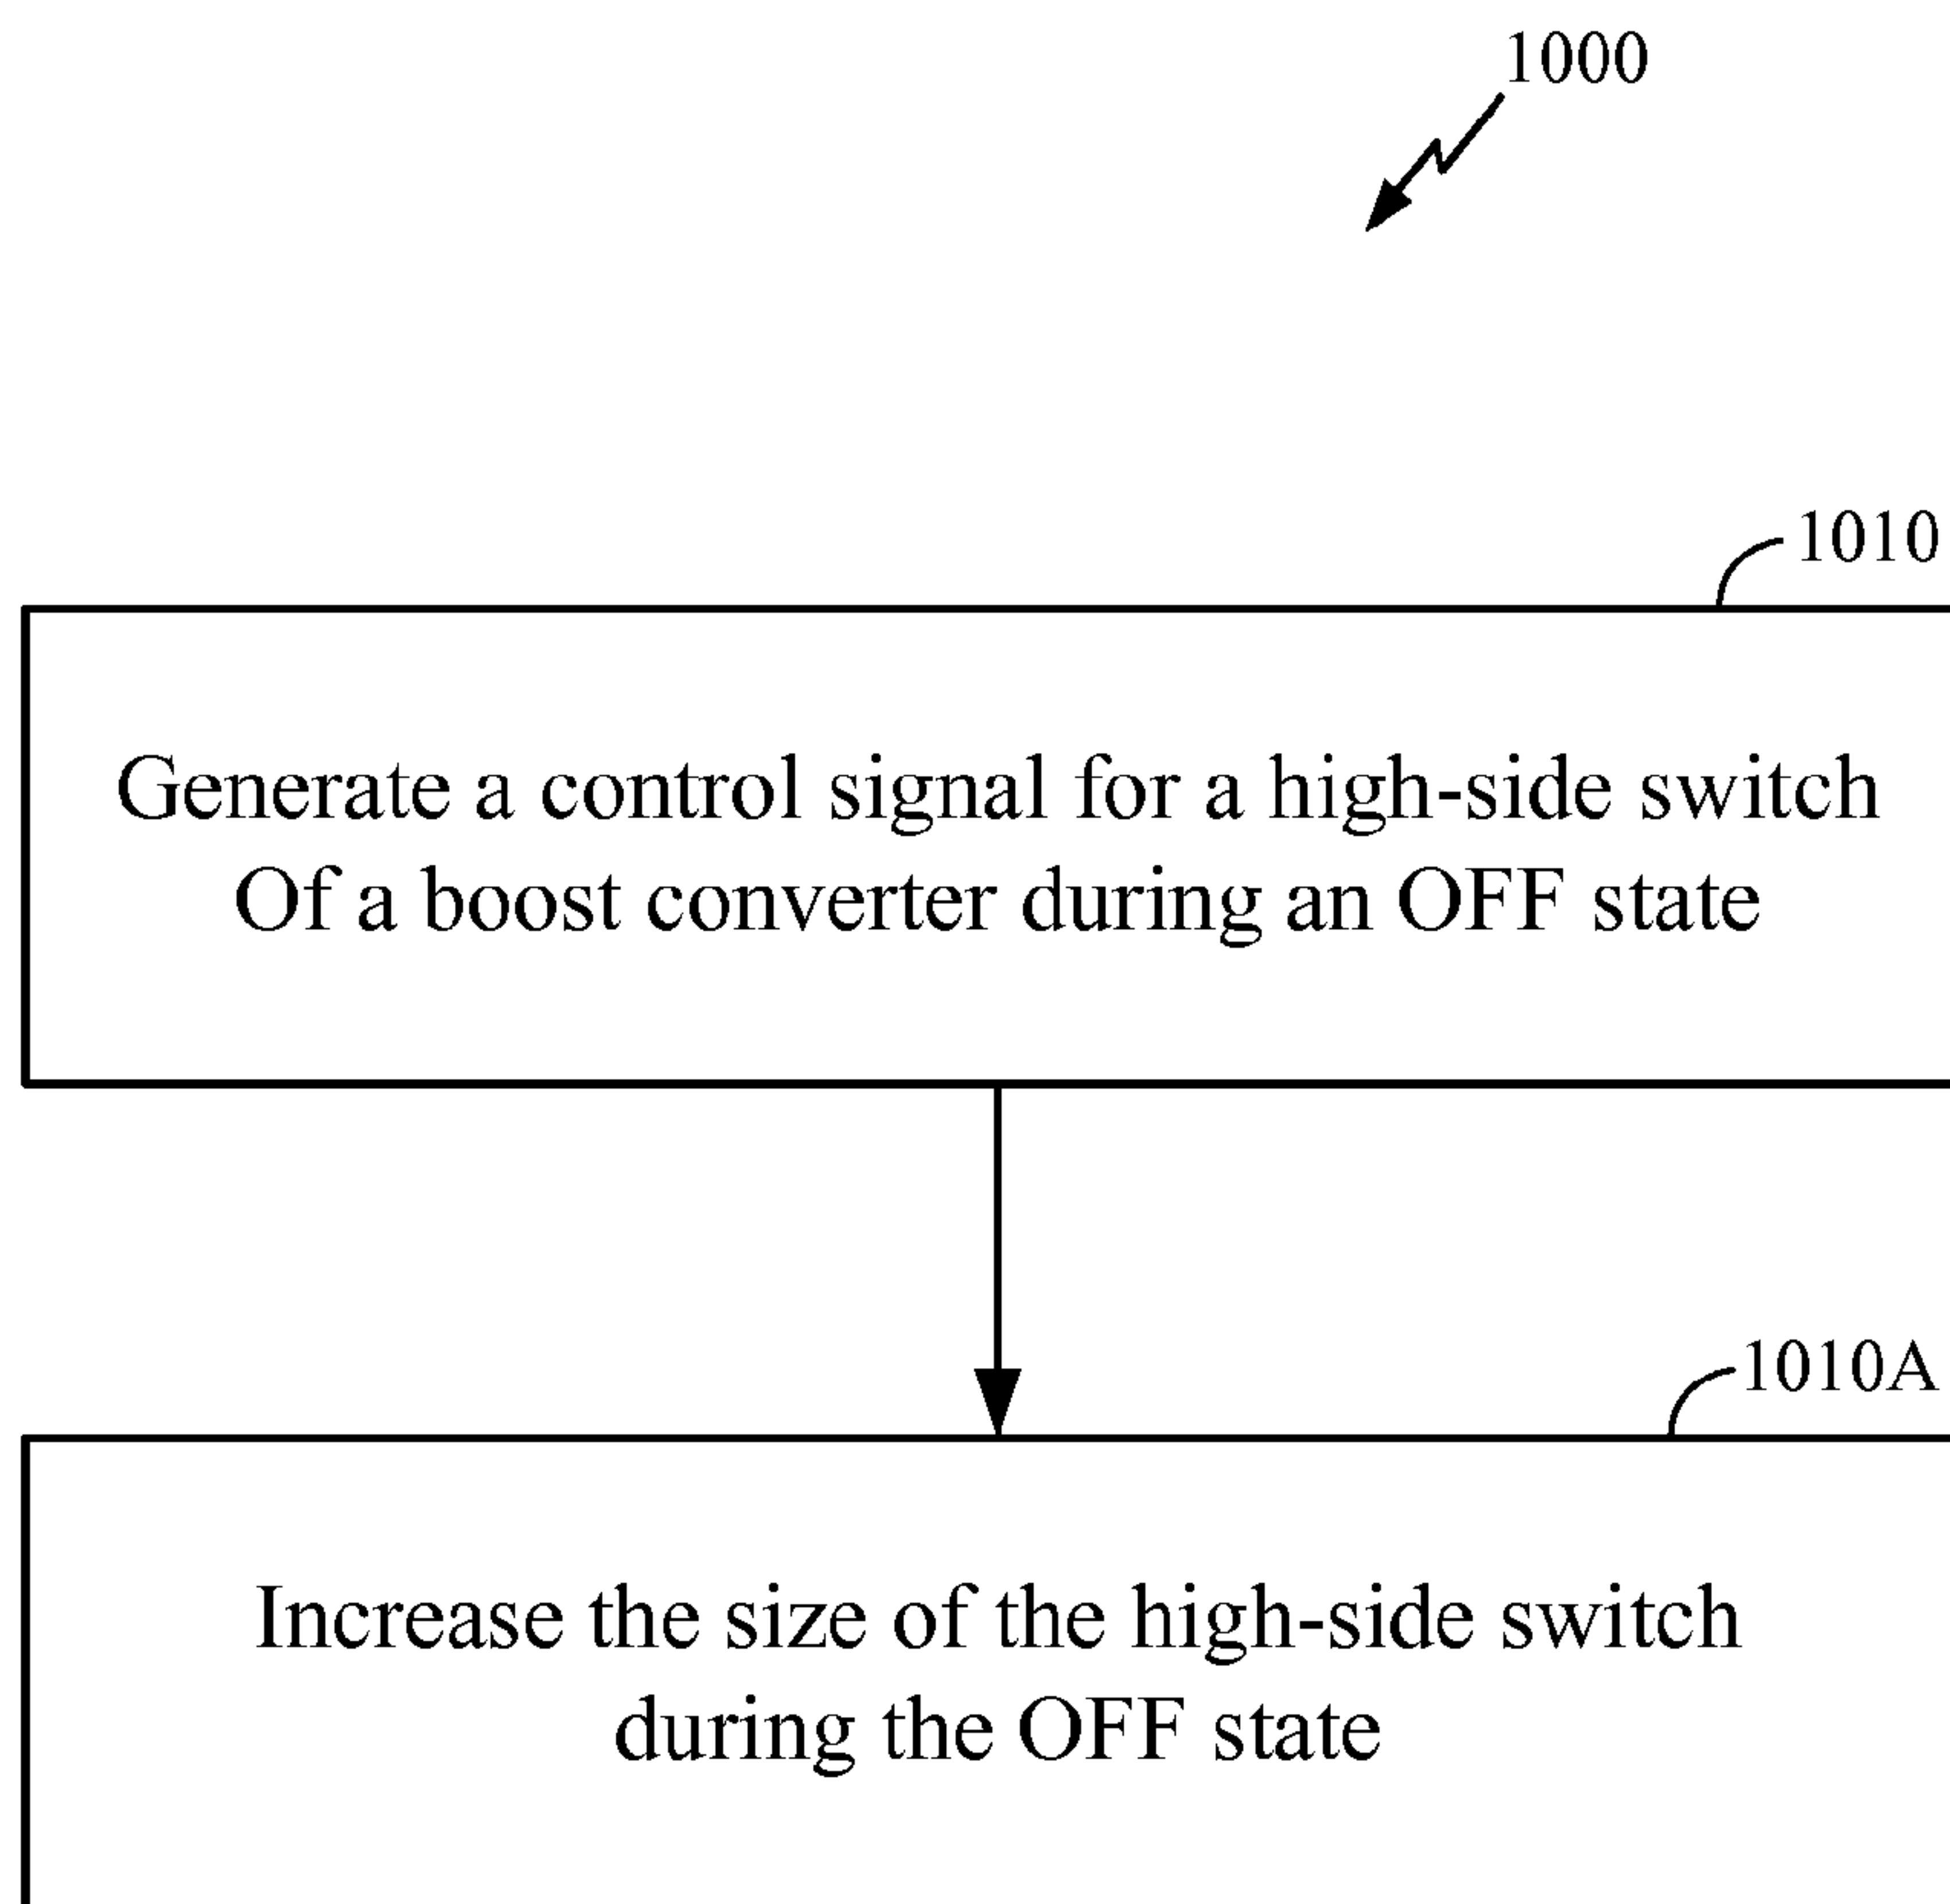 1000
1010
Generate a control signal for a high-side switch
Of a boost converter during an OFF state
1010A
Increase the size of the high-side switch
during the OFF state